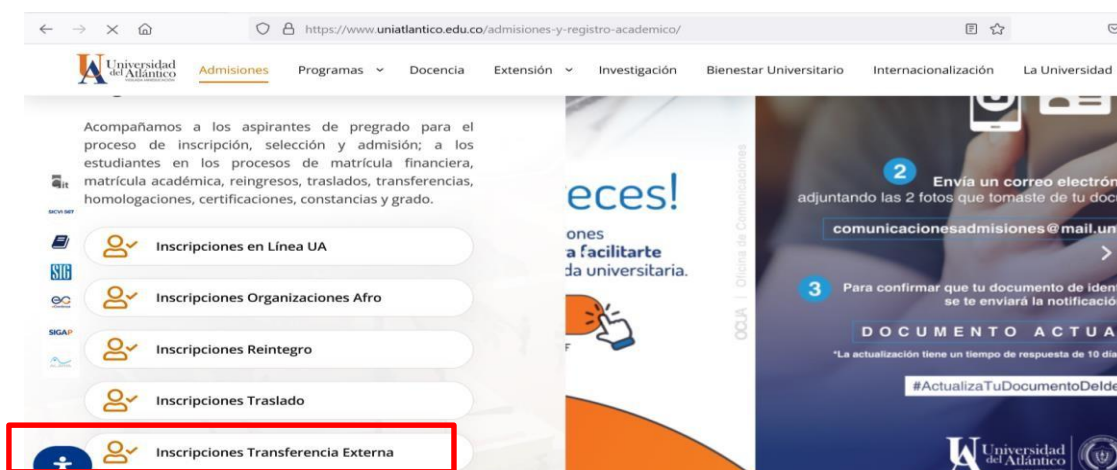 https://www.uniatlantico.edu.co/admisiones-y-registro-academico/
Universidad del Atlántico
Admisiones Programas Docencia Extensión Investigación Bienestar Universitario Internacionalización La Universidad
Acompañamos a los aspirantes de pregrado para el
proceso de inscripción, selección y admisión; a los
estudiantes en los procesos de matrícula financiera,
matrícula académica, reingresos, traslados, transferencias,
homologaciones, certificaciones, constancias y grado.
Inscripciones en Línea UA
Inscripciones Organizaciones Afro
Inscripciones Reintegro
Inscripciones Traslado
Inscripciones Transferencia Externa
SIG
SIGAP
eces!
ones
a facilitarte
da universitaria.
OCUA | Oficina de Comunicaciones
2
Envía un correo electrón
adjuntando las 2 fotos que tomaste de tu doc
comunicacionesadmisiones@mail.un
3
Para confirmar que tu documento de iden
se te enviará la notificació
DOCUMENTO ACTUA
*La actualización tiene un tiempo de respuesta de 10 día
#ActualizaTuDocumentoDeIde
Universidad
del Atlántico